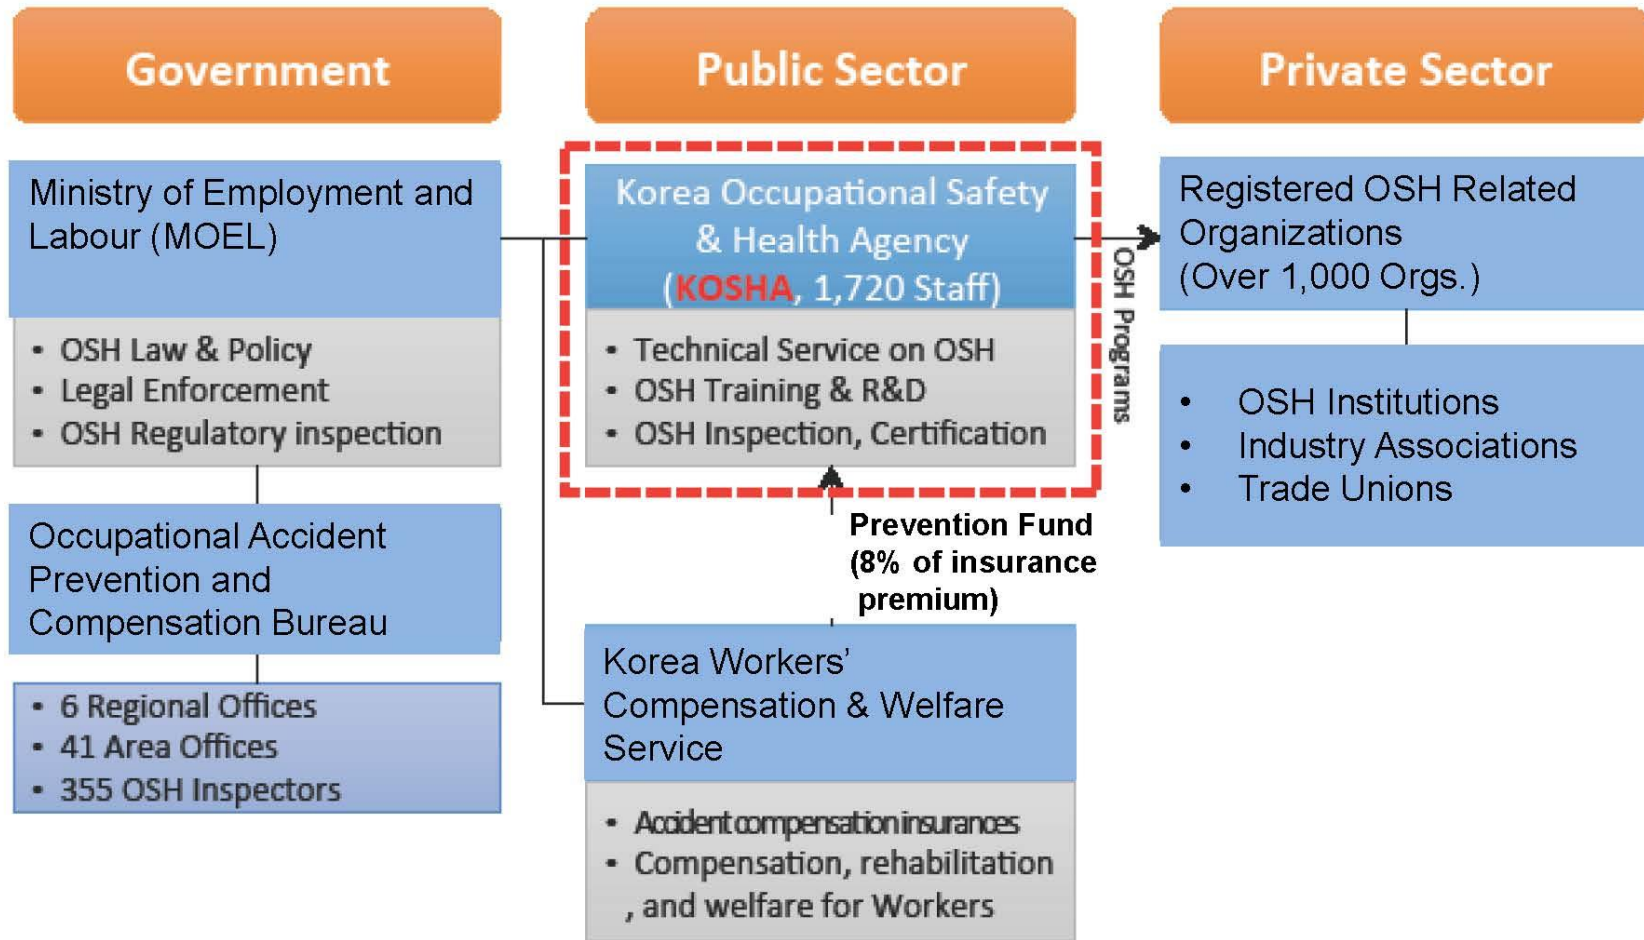 Government
Ministry of Employment and
Labour (MOEL)
• OSH Law & Policy
• Legal Enforcement
• OSH Regulatory inspection
Occupational Accident
Prevention and
Compensation Bureau
• 6 Regional Offices
• 41 Area Offices
• 355 OSH Inspectors
Public Sector
Korea Occupational Safety
& Health Agency
(KOSHA, 1,720 Staff)
• Technical Service on OSH
• OSH Training & R&D
• OSH Inspection, Certification
OSH Programs
Prevention Fund
(8% of insurance
premium)
Korea Workers’
Compensation & Welfare
Service
• Accident compensation insurances
• Compensation, rehabilitation
, and welfare for Workers
Private Sector
Registered OSH Related
Organizations
(Over 1,000 Orgs.)
• OSH Institutions
• Industry Associations
• Trade Unions